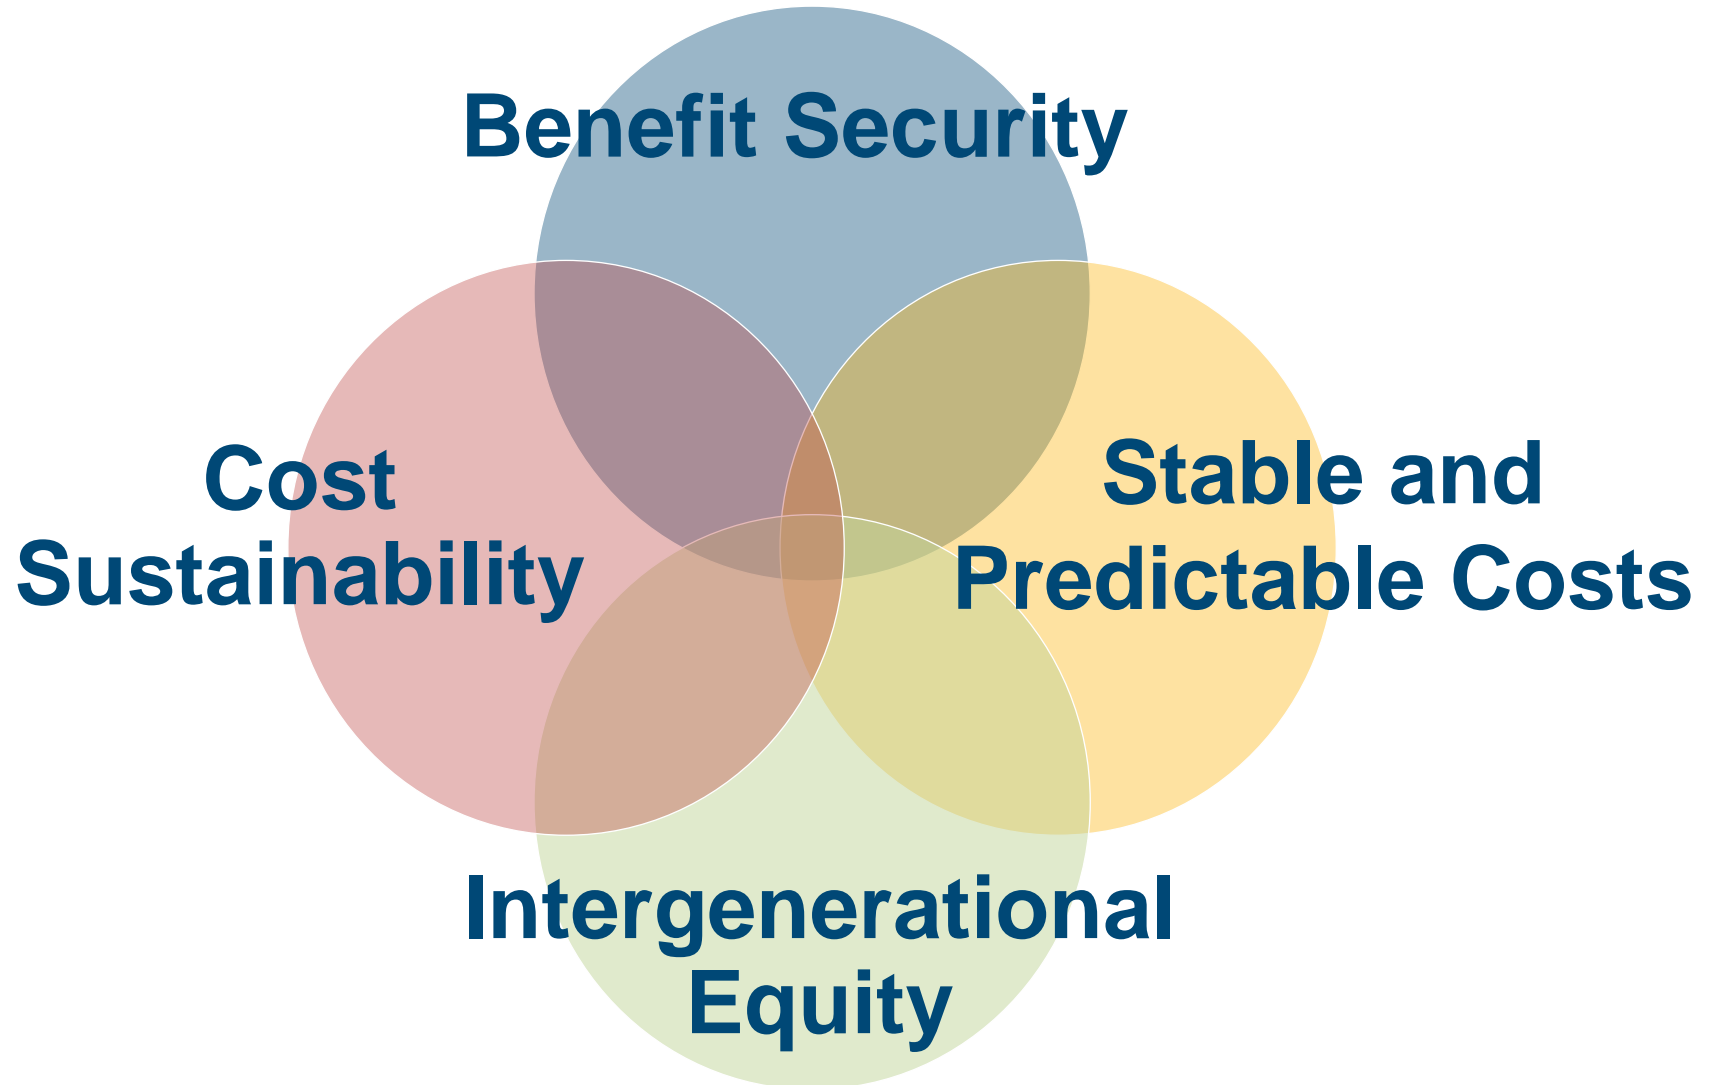 Benefit Security
Cost
Sustainability
Stable and
Predictable Costs
Intergenerational
Equity